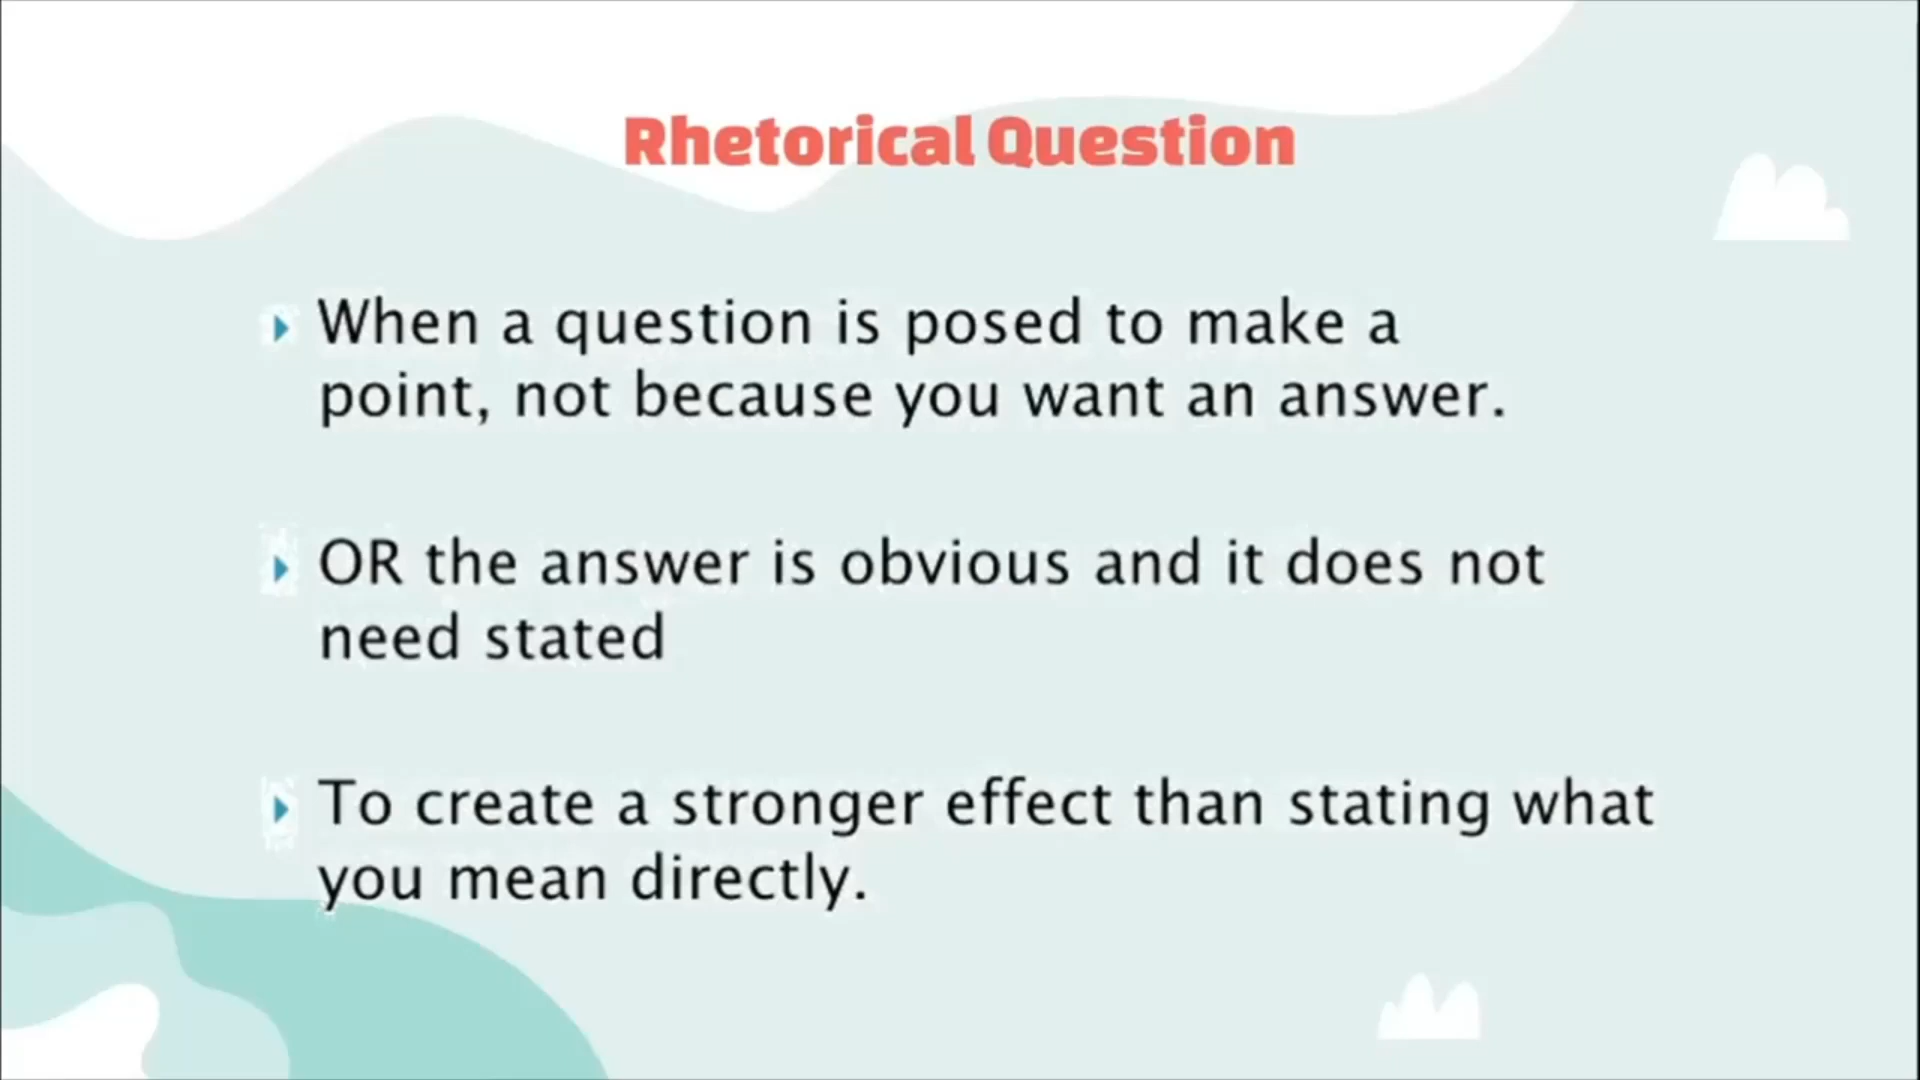 Rhetorical Question
When a question is posed to make a
point, not because you want an answer.
OR the answer is obvious and it does not
need stated
To create a stronger effect than stating what
you mean directly.